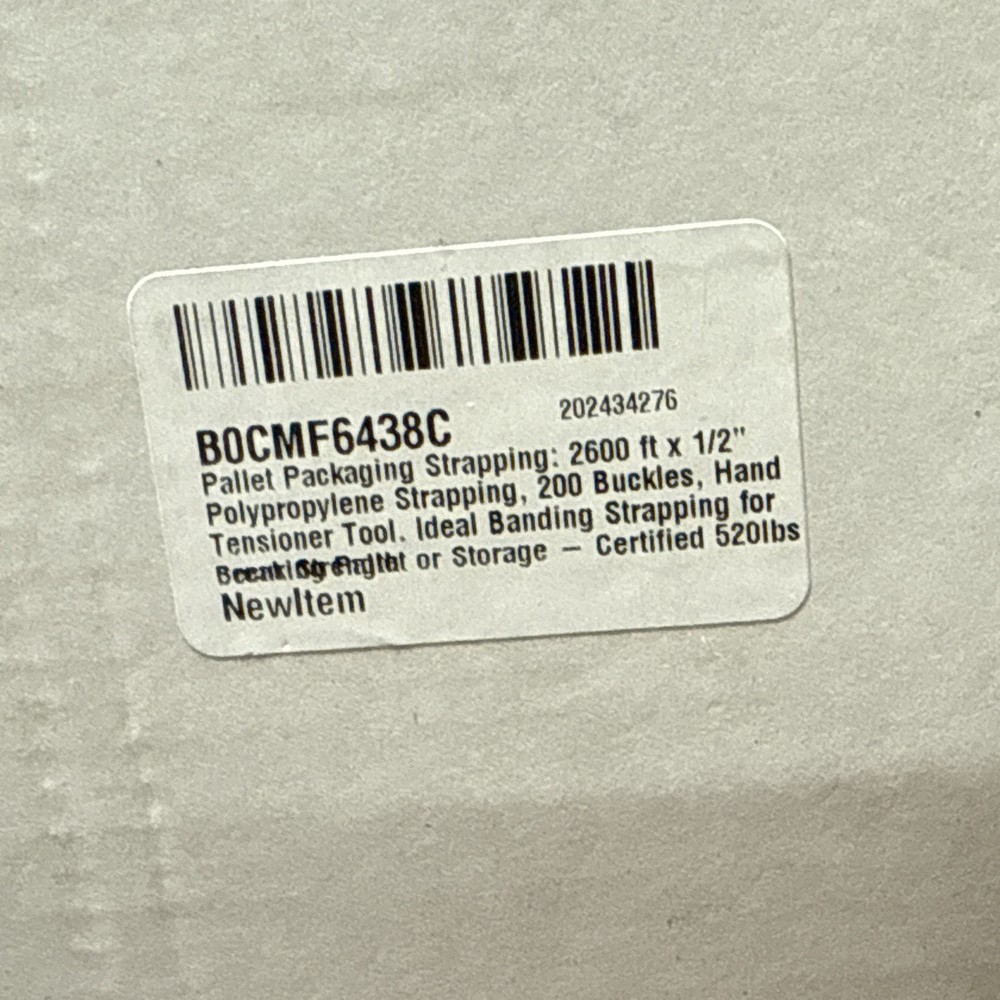 B0CMF6438C
202434276
Pallet Packaging Strapping: 2600 ft x 1/2"
Polypropylene Strapping, 200 Buckles, Hand
Tensioner Tool. Ideal Banding Strapping for
or Storage – Certified 520lbs
NewItem